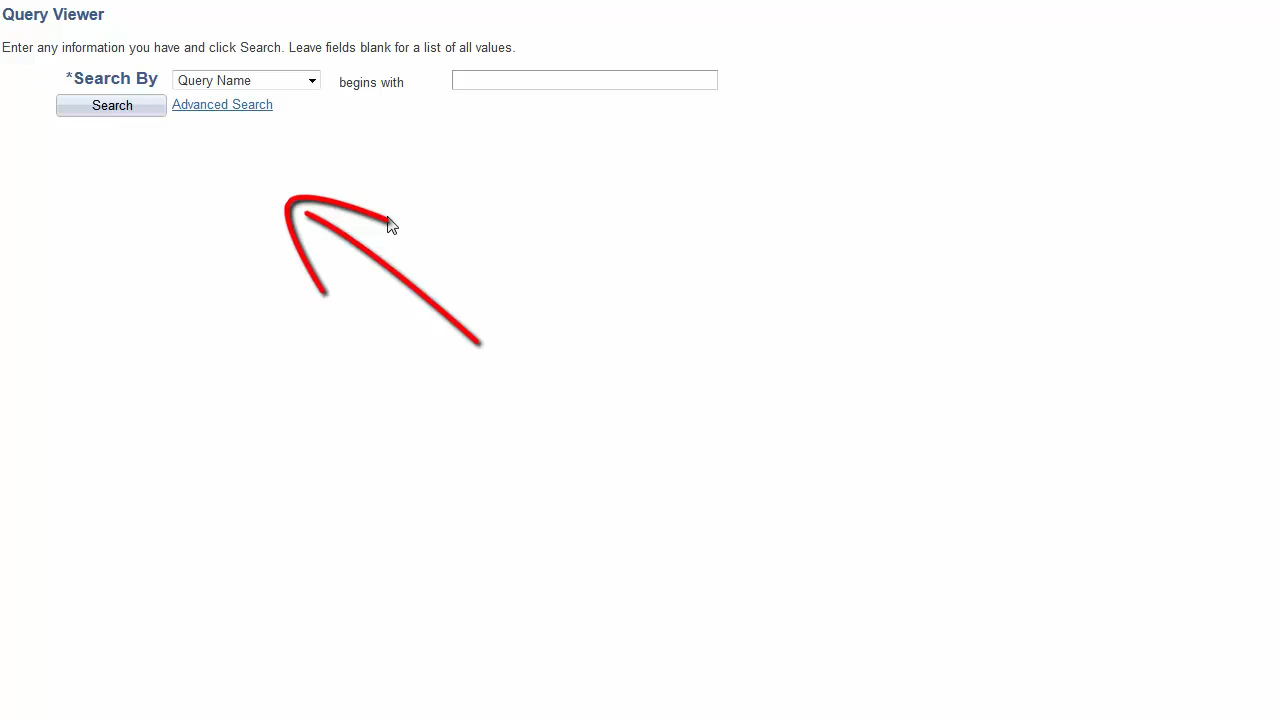 Query Viewer
Enter any information you have and click Search. Leave fields blank for a list of all values.
*Search By Query Name begins with
Search Advanced Search